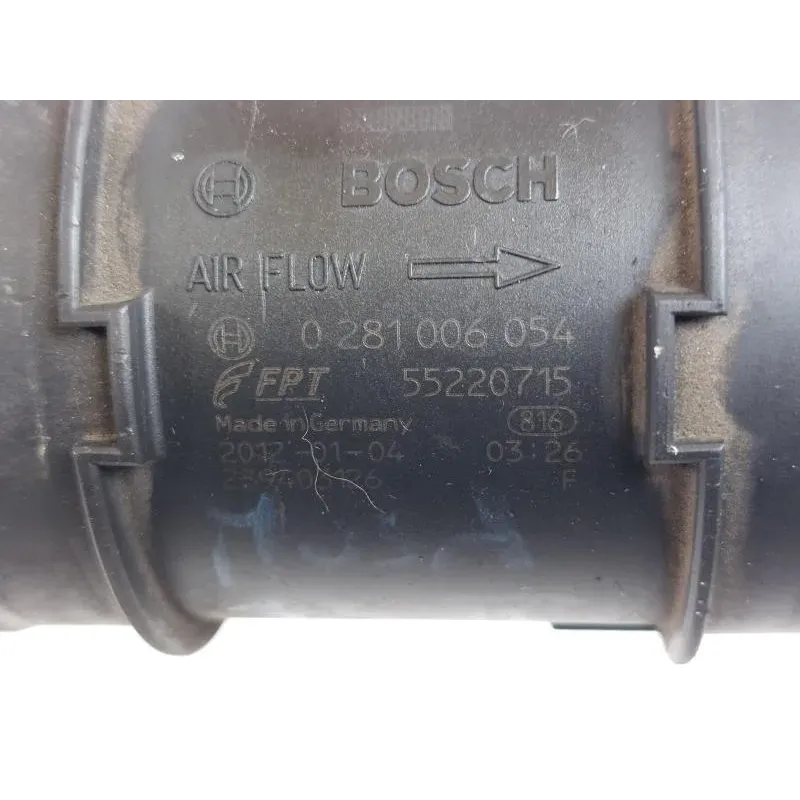 BOSCH
AIR FLOW
0 281 006 054
FPT 55220715
Made in Germany 816
2012-01-04 03:26
F